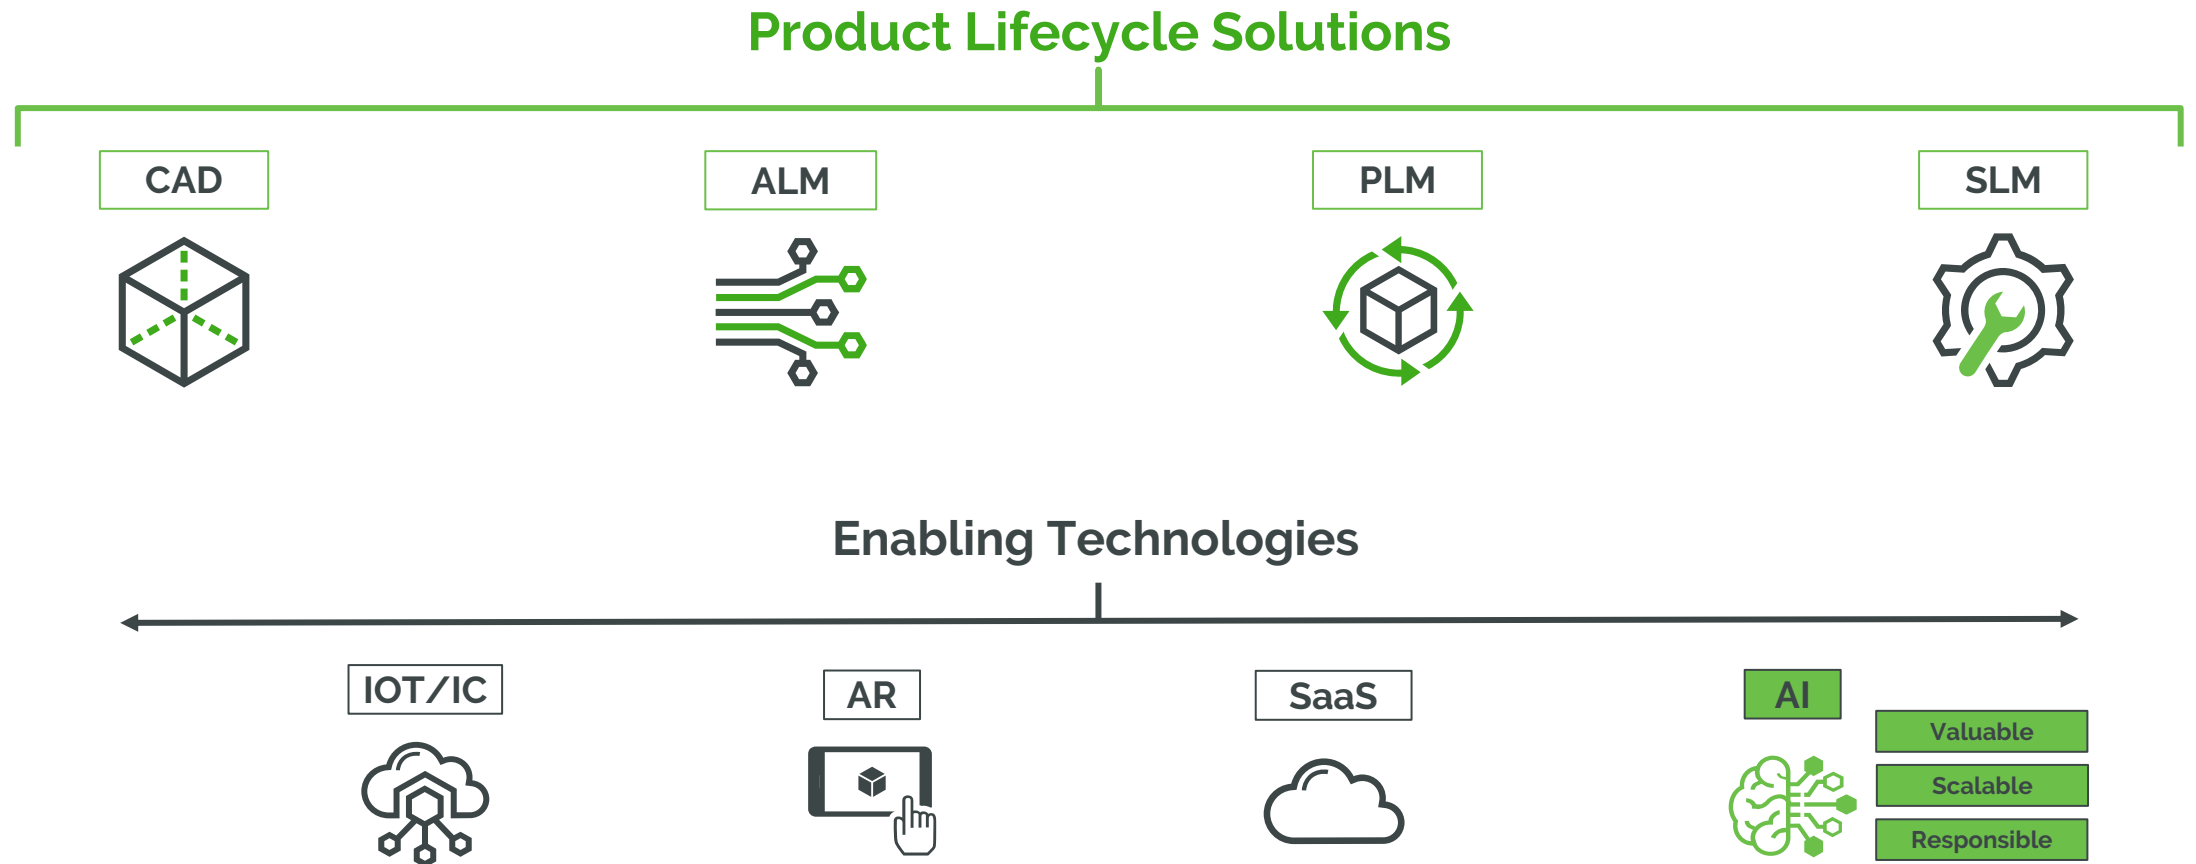 Product Lifecycle Solutions
CAD
ALM
PLM
SLM
Enabling Technologies
IOT/IC
AR
SaaS
AI
Valuable
Scalable
Responsible